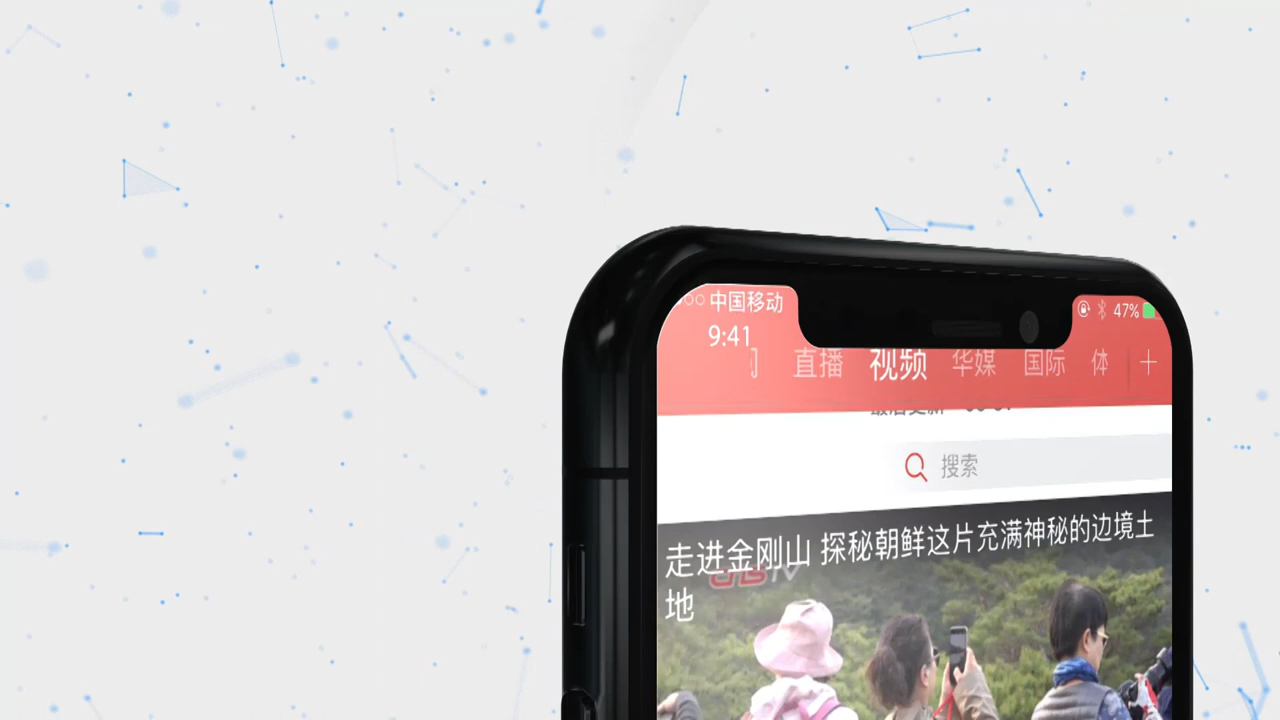 中国移动
47%
9:41
直播 视频 华媒 国际 体 +
搜索
走进金刚山 探秘朝鲜这片充满神秘的边境土
地